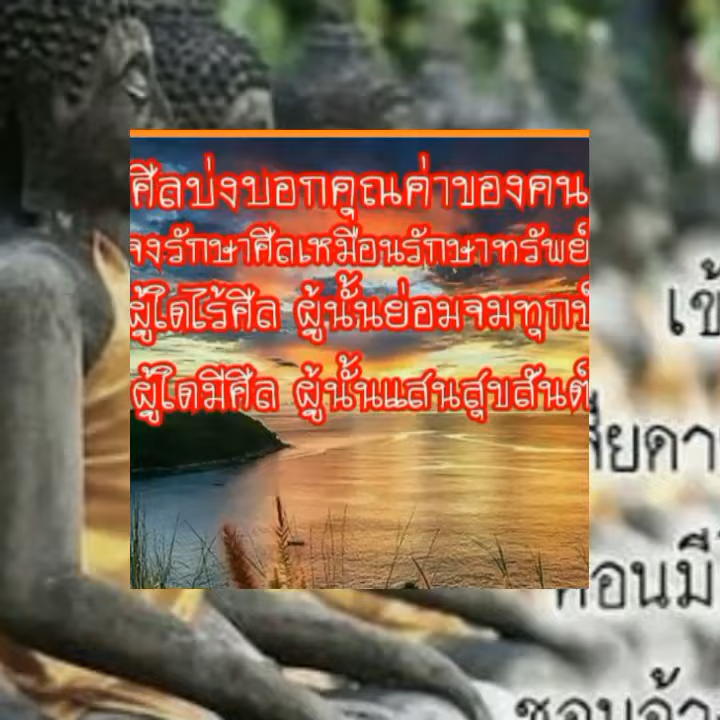 ศีลบ่งบอกคุณค่าของคน
จงรักษาศีลเหมือนรักษาทรัพย์
ผู้ใดไร้ศีล ผู้นั้นย่อมจมทุกข์
ผู้ใดมีศีล ผู้นั้นแสนสุขสันต์